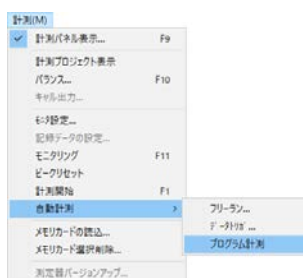 計測(M)
計測パネル表示... F9
計測プロジェクト表示
バランス... F10
キャル出力...
モニタ設定...
記録データの設定...
モニタリング F11
ピークリセット
計測開始 F1
自動計測
フリーラン...
データトリガ...
プログラム計測
メモリカードの読込...
メモリカード選択削除...
測定器バージョンアップ...